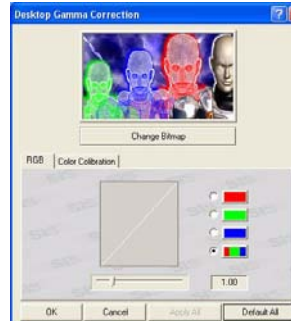 Desktop Gamma Correction
Change Bitmap
RGB
Color Calibration
1.00
OK
Cancel
Apply All
Default All